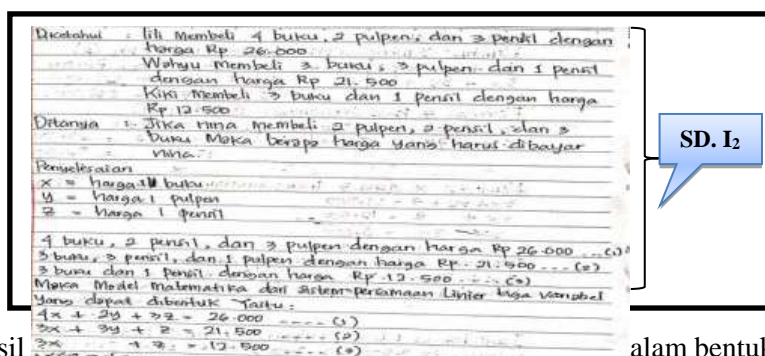 Diketahui : lili Membeli 4 buku, 2 pulpen, dan 3 pensil dengan
harga Rp 26.000
Wahyu Membeli 3 buku, 3 pulpen dan 1 pensil
dengan harga Rp 21.500
Kiki Membeli 3 buku dan 1 pensil dengan harga
Rp 12.500
Ditanya : Jika nina membeli 2 pulpen, 2 pensil, dan 3
buku Maka berapa harga yang harus dibayar
nina.
Penyelesaian
x = harga 1 buku
y = harga 1 pulpen
z = harga 1 pensil
4 buku, 2 pensil, dan 3 pulpen dengan harga Rp 26.000 ... (1)
3 buku, 3 pensil, dan 1 pulpen dengan harga Rp. 21.500 .... (2)
3 buku dan 1 pensil dengan harga Rp 12.500 .... (3)
Maka Model matematika dari sistem persamaan linier tiga variabel
yang dapat dibentuk yaitu :
4x + 2y + 3z = 26.000 .... (1)
3x + 3y + z = 21.500 .... (2)
3x + z = 12.500 .... (3)
SD. I₂
sil
alam bentuk